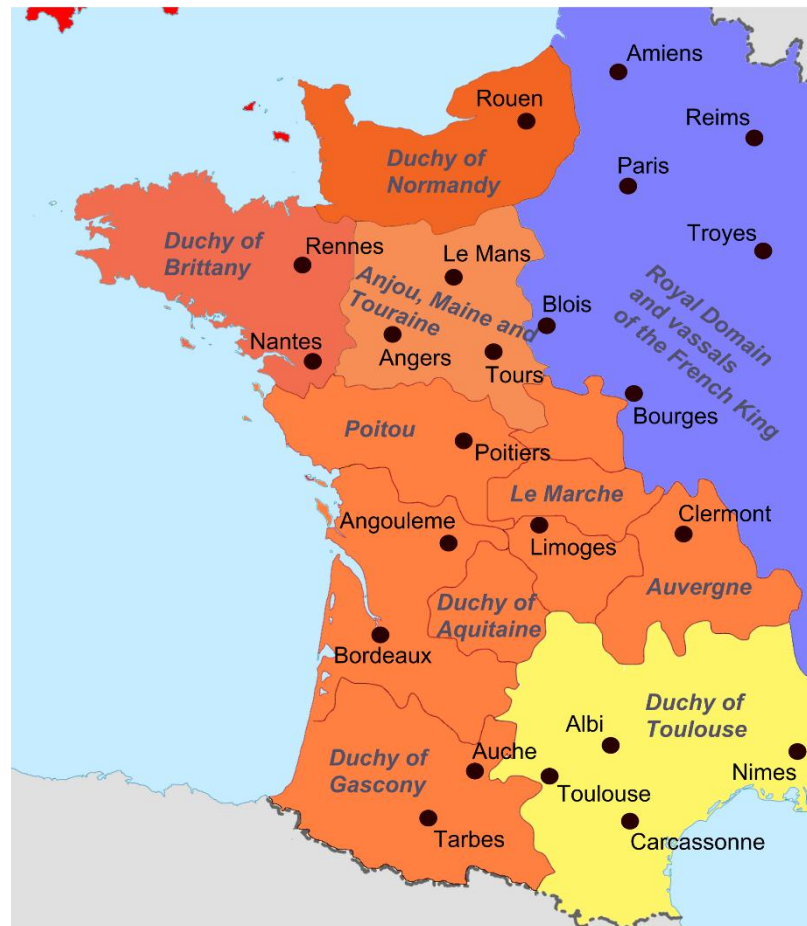 Amiens
Rouen
Reims
Duchy of
Normandy
Paris
Duchy of
Brittany
Rennes
Le Mans
Troyes
Anjou, Maine and
Touraine
Blois
Royal Domain
and vassals
of the French King
Nantes
Angers
Tours
Bourges
Poitou
Poitiers
Le Marche
Angouleme
Limoges
Clermont
Auvergne
Duchy of
Aquitaine
Bordeaux
Duchy of
Toulouse
Albi
Duchy of
Gascony
Auche
Nimes
Toulouse
Tarbes
Carcassonne